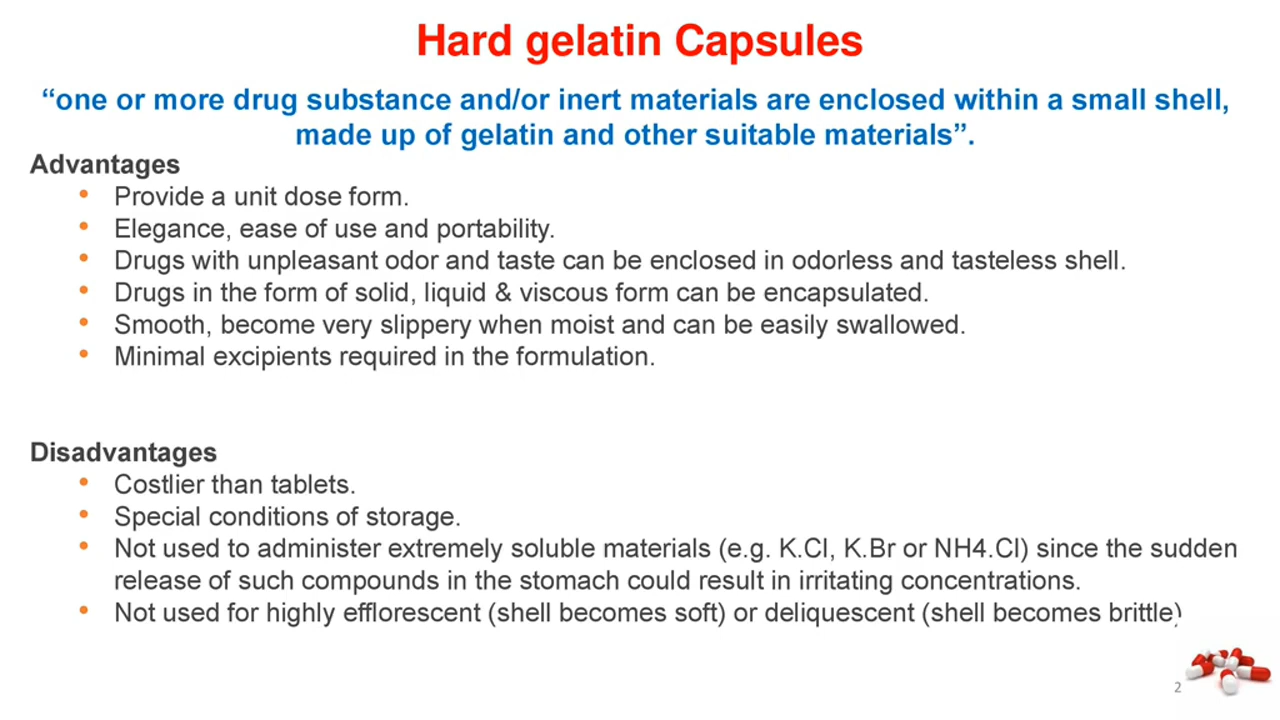 Hard gelatin Capsules
“one or more drug substance and/or inert materials are enclosed within a small shell,
made up of gelatin and other suitable materials”.
Advantages
• Provide a unit dose form.
• Elegance, ease of use and portability.
• Drugs with unpleasant odor and taste can be enclosed in odorless and tasteless shell.
• Drugs in the form of solid, liquid & viscous form can be encapsulated.
• Smooth, become very slippery when moist and can be easily swallowed.
• Minimal excipients required in the formulation.
Disadvantages
• Costlier than tablets.
• Special conditions of storage.
• Not used to administer extremely soluble materials (e.g. K.Cl, K.Br or NH4.Cl) since the sudden
release of such compounds in the stomach could result in irritating concentrations.
• Not used for highly efflorescent (shell becomes soft) or deliquescent (shell becomes brittle)
2